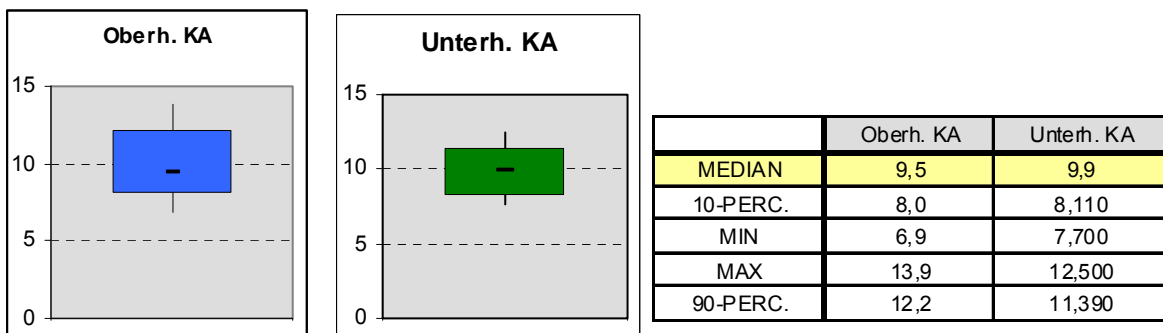 Oberh. KA
15
10
5
0
Unterh. KA
15
10
5
0
Oberh. KA Unterh. KA
MEDIAN 9,5 9,9
10-PERC. 8,0 8,110
MIN 6,9 7,700
MAX 13,9 12,500
90-PERC. 12,2 11,390